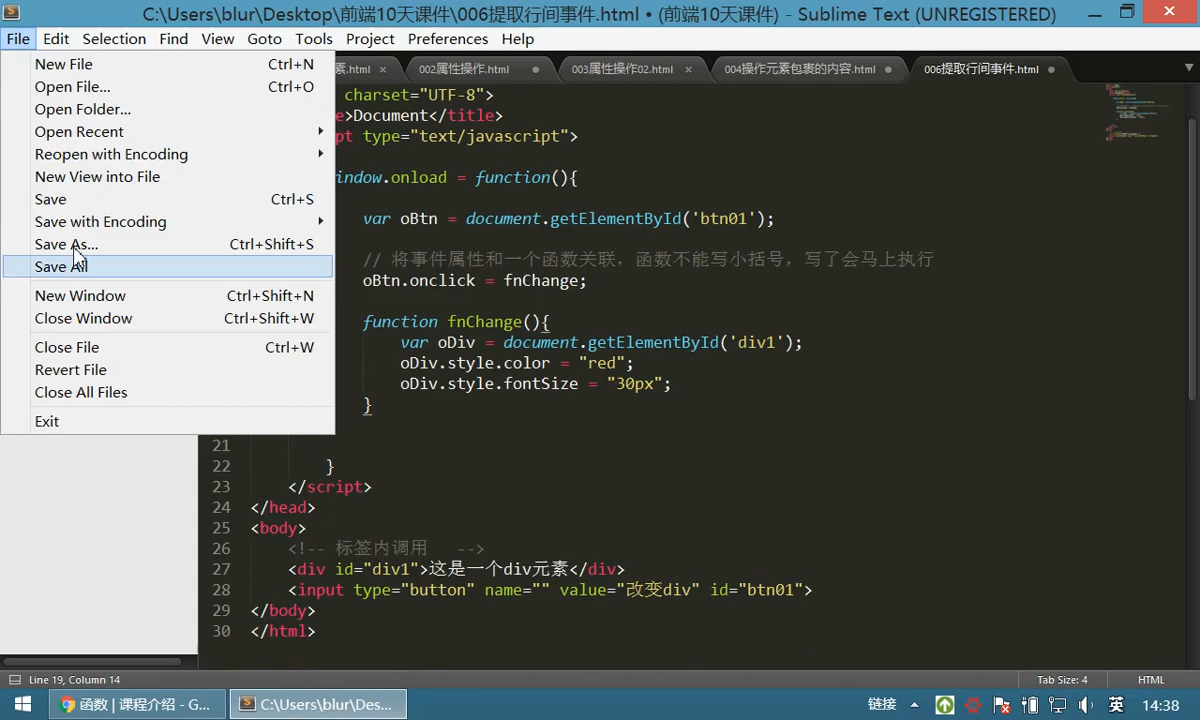 C:\Users\blur\Desktop\前端10天课件\006提取行间事件.html • (前端10天课件) - Sublime Text (UNREGISTERED)
File Edit Selection Find View Goto Tools Project Preferences Help
New File Ctrl+N
Open File... Ctrl+O
Open Folder...
Open Recent
Reopen with Encoding
New View into File
Save Ctrl+S
Save with Encoding
Save As... Ctrl+Shift+S
Save All
New Window Ctrl+Shift+N
Close Window Ctrl+Shift+W
Close File Ctrl+W
Revert File
Close All Files
Exit
素.html 002属性操作.html 003属性操作02.html 004操作元素包裹的内容.html 006提取行间事件.html
charset="UTF-8">
e>Document</title>
pt type="text/javascript">
indow.onload = function(){
var oBtn = document.getElementById('btn01');
// 将事件属性和一个函数关联，函数不能写小括号，写了会马上执行
oBtn.onclick = fnChange;
function fnChange(){
var oDiv = document.getElementById('div1');
oDiv.style.color = "red";
oDiv.style.fontSize = "30px";
}
21
22 }
23 </script>
24 </head>
25 <body>
26 <!-- 标签内调用 -->
27 <div id="div1">这是一个div元素</div>
28 <input type="button" name="" value="改变div" id="btn01">
29 </body>
30 </html>
Line 19, Column 14 Tab Size: 4 HTML
函数 | 课程介绍 - G... C:\Users\blur\Des... 链接 英 14:38